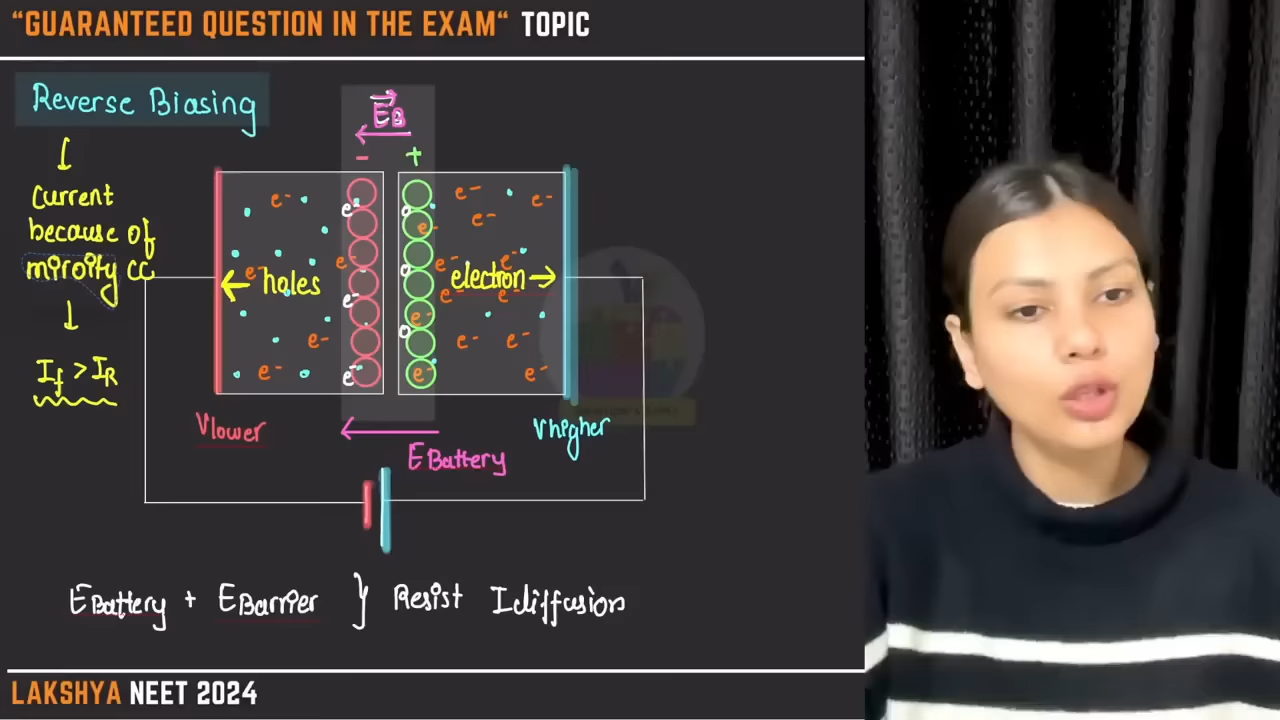 “GUARANTEED QUESTION IN THE EXAM“ TOPIC
Reverse Biasing
Current
because of
minority CC
If > IR
EB
- +
e- e- e- e-
e- e-
e- e- e- e-
← holes
electron →
e- e- e-
e- e- e- e-
e- e- e- e-
Vlower
Vhigher
EBattery
EBattery + EBarrier } Resist Idiffusion
LAKSHYA NEET 2024